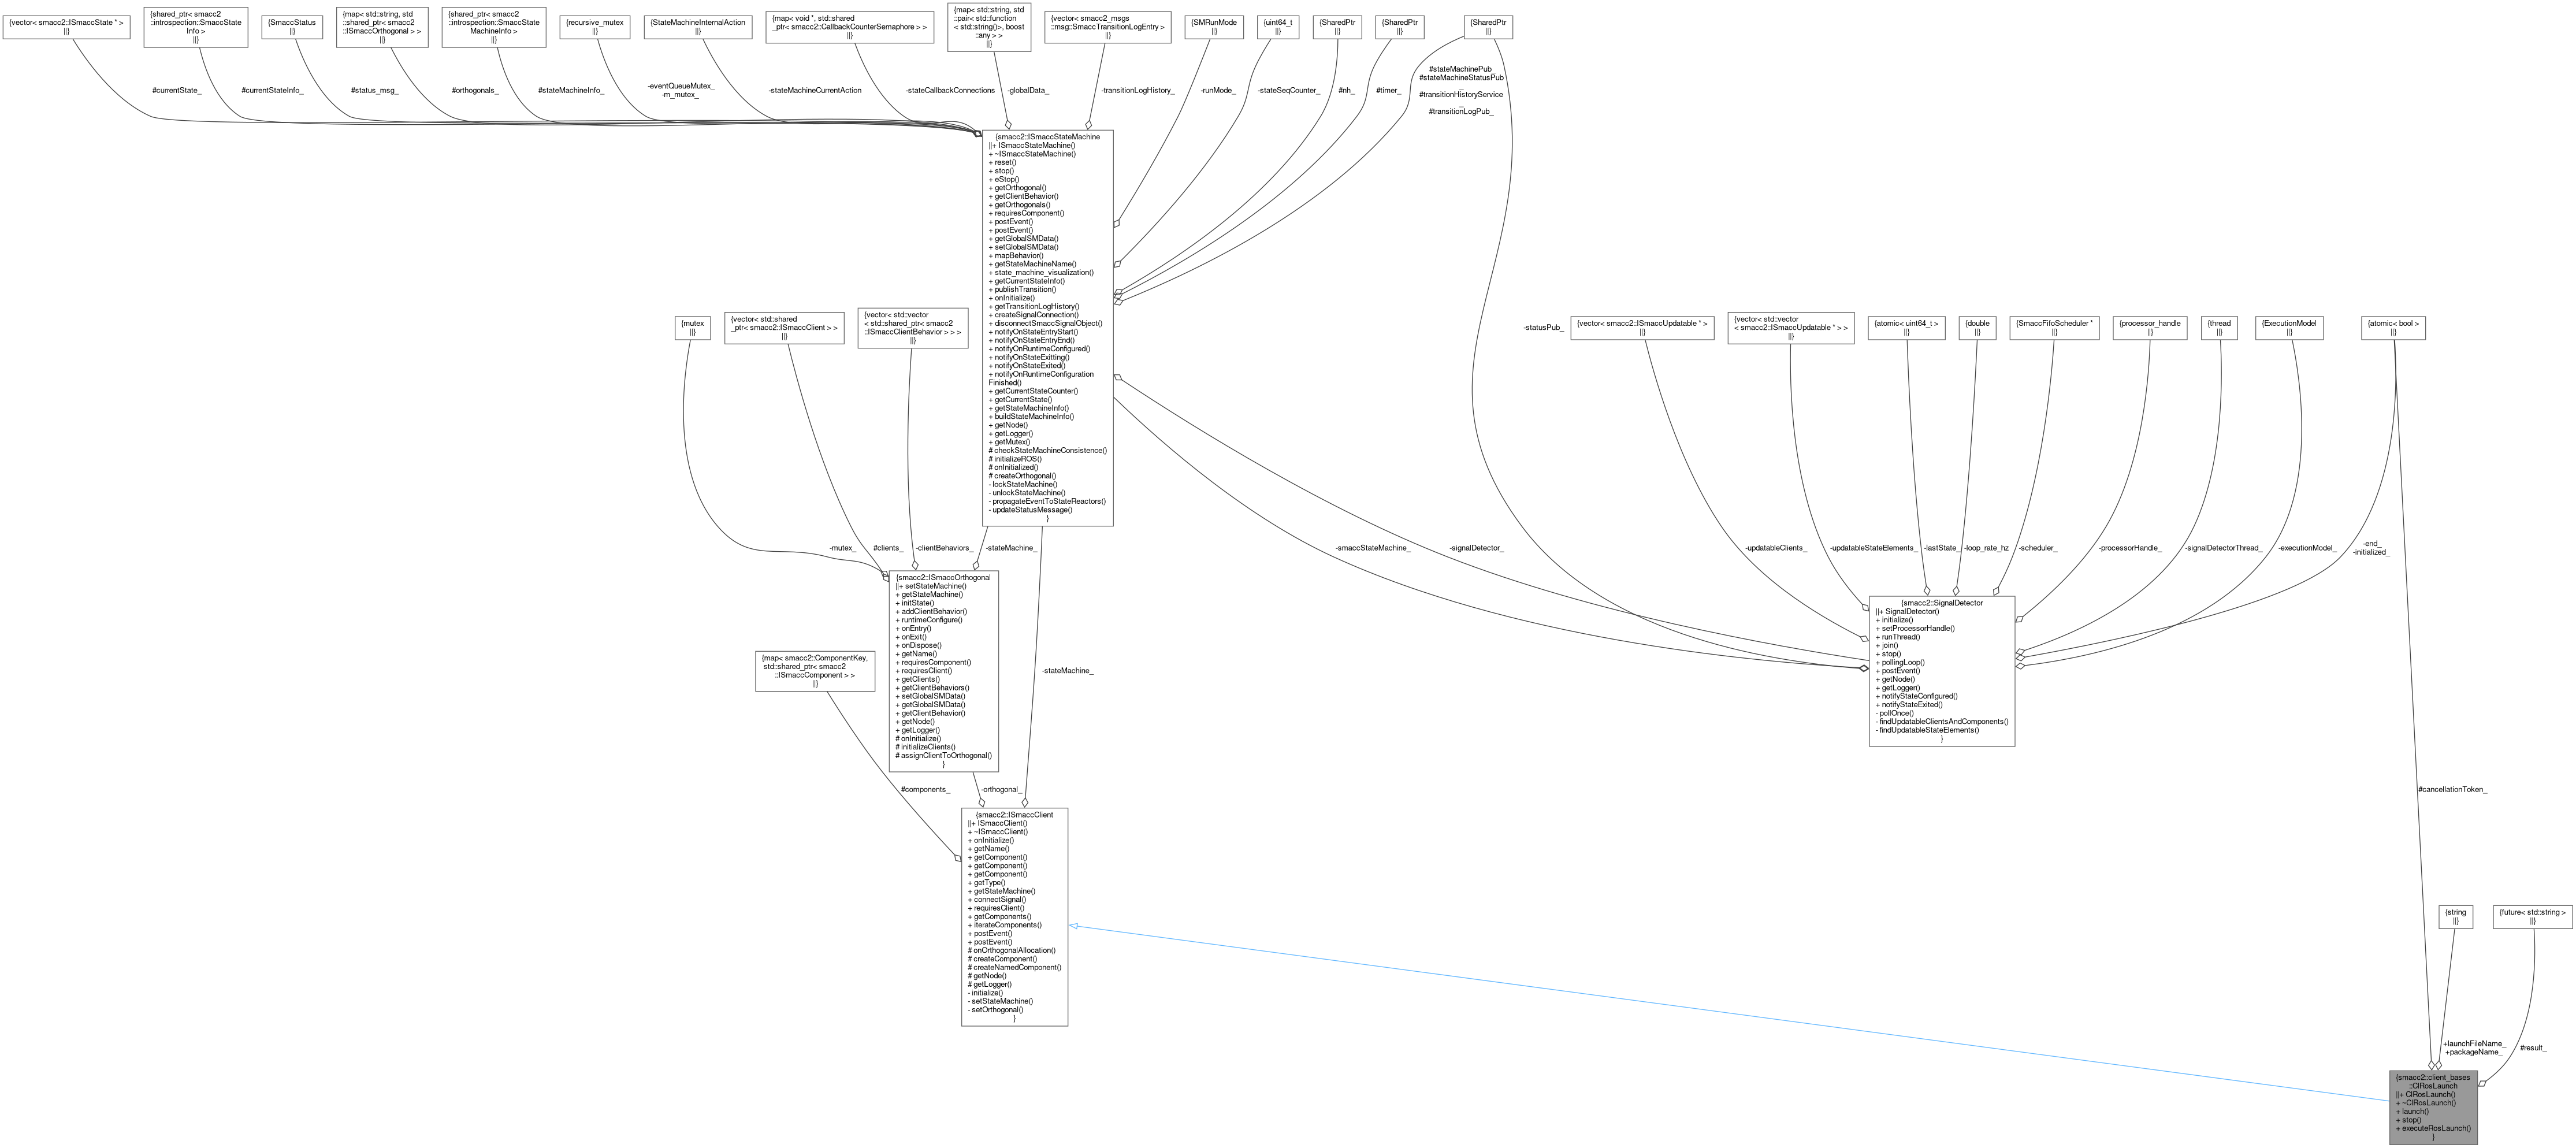 {vector< smacc2::ISmaccState * >
||}
{shared_ptr< smacc2
::introspection::SmaccState
Info >
||}
{SmaccStatus
||}
{map< std::string, std
::shared_ptr< smacc2
::ISmaccOrthogonal > >
||}
{shared_ptr< smacc2
::introspection::SmaccState
MachineInfo >
||}
{recursive_mutex
||}
{StateMachineInternalAction
||}
{map< void *, std::shared
_ptr< smacc2::CallbackCounterSemaphore > >
||}
{map< std::string, std
::pair< std::function
< std::string()>, boost
::any > >
||}
{vector< smacc2_msgs
::msg::SmaccTransitionLogEntry >
||}
{SMRunMode
||}
{uint64_t
||}
{SharedPtr
||}
{SharedPtr
||}
{SharedPtr
||}
#currentState_
#currentStateInfo_
#status_msg_
#orthogonals_
#stateMachineInfo_
-eventQueueMutex_
-m_mutex_
-stateMachineCurrentAction
-stateCallbackConnections
-globalData_
-transitionLogHistory_
-runMode_
-stateSeqCounter_
#nh_
#timer_
#stateMachinePub_
#stateMachineStatusPub
_
#transitionHistoryService
_
#transitionLogPub_
{smacc2::ISmaccStateMachine
||+ ISmaccStateMachine()
+ ~ISmaccStateMachine()
+ reset()
+ stop()
+ eStop()
+ getOrthogonal()
+ getClientBehavior()
+ getOrthogonals()
+ requiresComponent()
+ postEvent()
+ postEvent()
+ getGlobalSMData()
+ setGlobalSMData()
+ mapBehavior()
+ getStateMachineName()
+ state_machine_visualization()
+ getCurrentStateInfo()
+ publishTransition()
+ onInitialize()
+ getTransitionLogHistory()
+ createSignalConnection()
+ disconnectSmaccSignalObject()
+ notifyOnStateEntryStart()
+ notifyOnStateEntryEnd()
+ notifyOnRuntimeConfigured()
+ notifyOnStateExitting()
+ notifyOnStateExited()
+ notifyOnRuntimeConfiguration
Finished()
+ getCurrentStateCounter()
+ getCurrentState()
+ getStateMachineInfo()
+ buildStateMachineInfo()
+ getNode()
+ getLogger()
+ getMutex()
# checkStateMachineConsistence()
# initializeROS()
# onInitialized()
# createOrthogonal()
- lockStateMachine()
- unlockStateMachine()
- propagateEventToStateReactors()
- updateStatusMessage()
}
{mutex
||}
{vector< std::shared
_ptr< smacc2::ISmaccClient > >
||}
{vector< std::vector
< std::shared_ptr< smacc2
::ISmaccClientBehavior > > >
||}
-statusPub_
{vector< smacc2::ISmaccUpdatable * >
||}
{vector< std::vector
< smacc2::ISmaccUpdatable * > >
||}
{atomic< uint64_t >
||}
{double
||}
{SmaccFifoScheduler *
||}
{processor_handle
||}
{thread
||}
{ExecutionModel
||}
{atomic< bool >
||}
-mutex_
#clients_
-clientBehaviors_
-stateMachine_
-smaccStateMachine_
-signalDetector_
-updatableClients_
-updatableStateElements_
-lastState_
-loop_rate_hz
-scheduler_
-processorHandle_
-signalDetectorThread_
-executionModel_
-end_
-initialized_
{smacc2::ISmaccOrthogonal
||+ setStateMachine()
+ getStateMachine()
+ initState()
+ addClientBehavior()
+ runtimeConfigure()
+ onEntry()
+ onExit()
+ onDispose()
+ getName()
+ requiresComponent()
+ requiresClient()
+ getClients()
+ getClientBehaviors()
+ setGlobalSMData()
+ getGlobalSMData()
+ getClientBehavior()
+ getNode()
+ getLogger()
# onInitialize()
# initializeClients()
# assignClientToOrthogonal()
}
{smacc2::SignalDetector
||+ SignalDetector()
+ initialize()
+ setProcessorHandle()
+ runThread()
+ join()
+ stop()
+ pollingLoop()
+ postEvent()
+ getNode()
+ getLogger()
+ notifyStateConfigured()
+ notifyStateExited()
- pollOnce()
- findUpdatableClientsAndComponents()
- findUpdatableStateElements()
}
{map< smacc2::ComponentKey,
std::shared_ptr< smacc2
::ISmaccComponent > >
||}
-stateMachine_
#components_
-orthogonal_
#cancellationToken_
{smacc2::ISmaccClient
||+ ISmaccClient()
+ ~ISmaccClient()
+ onInitialize()
+ getName()
+ getComponent()
+ getComponent()
+ getComponent()
+ getType()
+ getStateMachine()
+ connectSignal()
+ requiresClient()
+ getComponents()
+ iterateComponents()
+ postEvent()
+ postEvent()
# onOrthogonalAllocation()
# createComponent()
# createNamedComponent()
# getNode()
# getLogger()
- initialize()
- setStateMachine()
- setOrthogonal()
}
{string
||}
{future< std::string >
||}
+launchFileName_
+packageName_
#result_
{smacc2::client_bases
::ClRosLaunch
||+ ClRosLaunch()
+ ~ClRosLaunch()
+ launch()
+ stop()
+ executeRosLaunch()
}